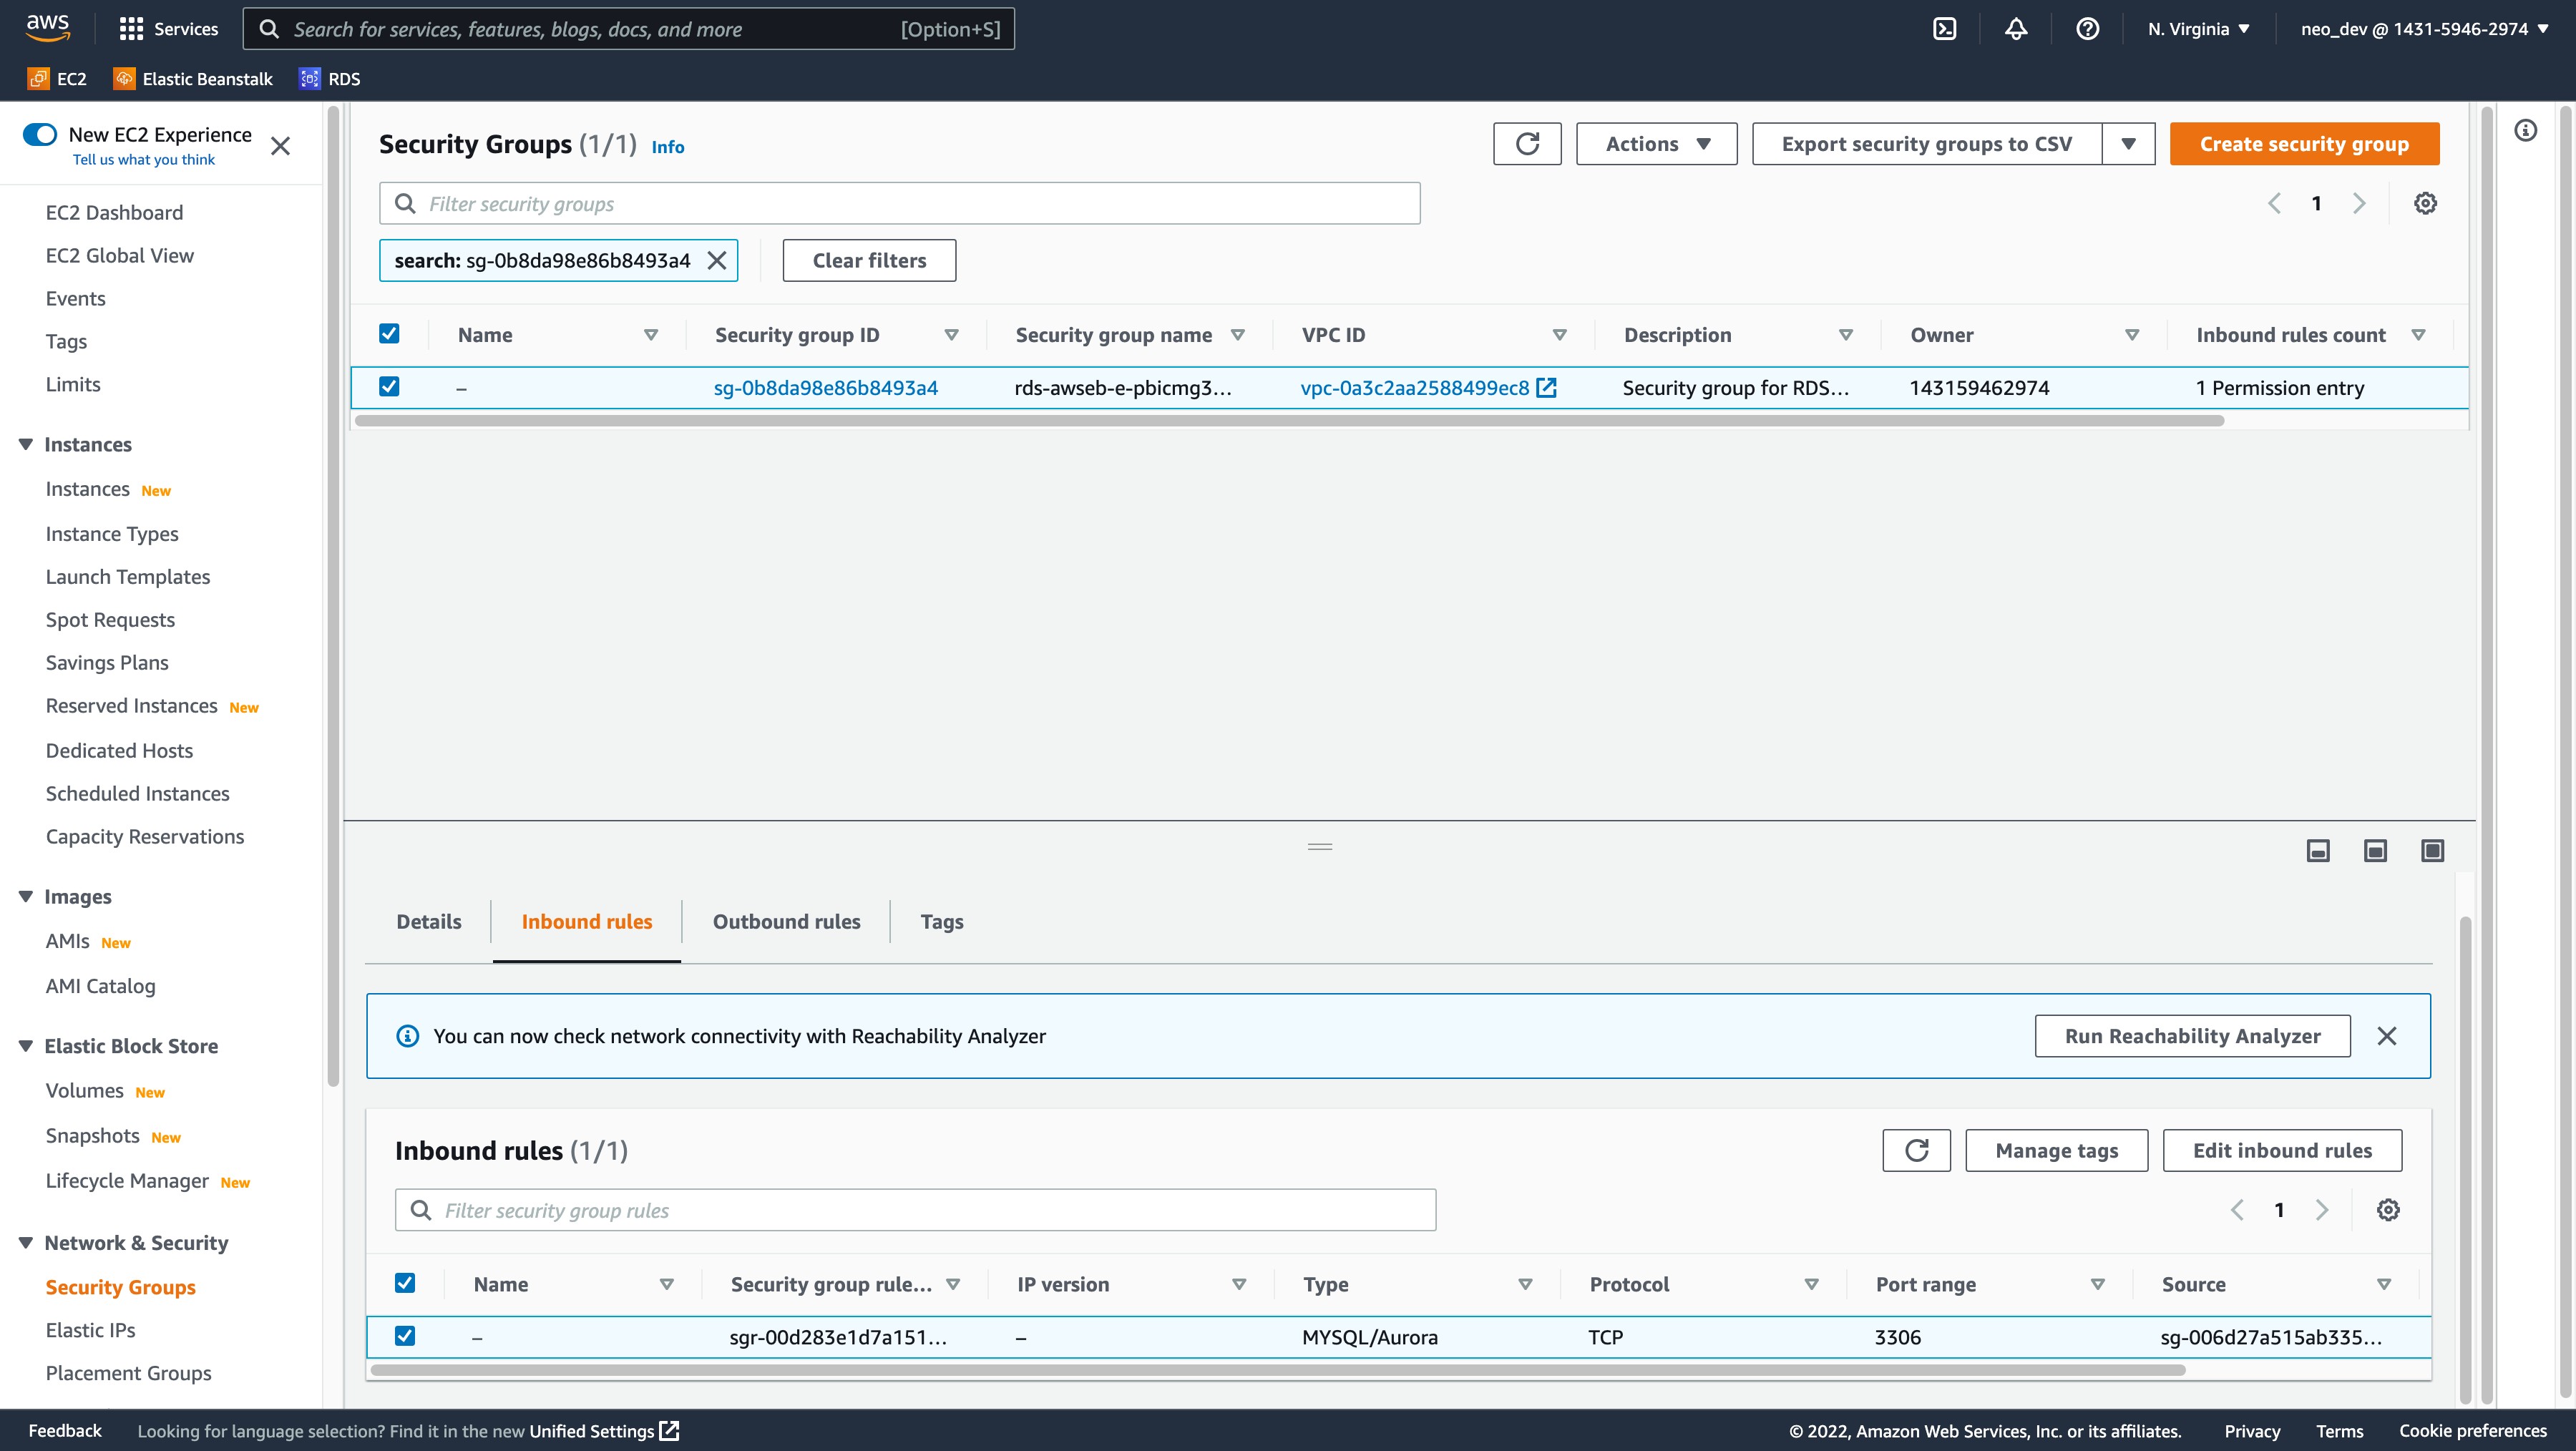 aws
Services
Search for services, features, blogs, docs, and more [Option+S]
N. Virginia
neo_dev @ 1431-5946-2974
EC2
Elastic Beanstalk
RDS
New EC2 Experience
Tell us what you think
EC2 Dashboard
EC2 Global View
Events
Tags
Limits
Instances
Instances New
Instance Types
Launch Templates
Spot Requests
Savings Plans
Reserved Instances New
Dedicated Hosts
Scheduled Instances
Capacity Reservations
Images
AMIs New
AMI Catalog
Elastic Block Store
Volumes New
Snapshots New
Lifecycle Manager New
Network & Security
Security Groups
Elastic IPs
Placement Groups
Security Groups (1/1) Info
Actions
Export security groups to CSV
Create security group
Filter security groups
1
search: sg-0b8da98e86b8493a4
Clear filters
Name Security group ID Security group name VPC ID Description Owner Inbound rules count
– sg-0b8da98e86b8493a4 rds-awseb-e-pbicmg3... vpc-0a3c2aa2588499ec8 Security group for RDS... 143159462974 1 Permission entry
Details
Inbound rules
Outbound rules
Tags
You can now check network connectivity with Reachability Analyzer
Run Reachability Analyzer
Inbound rules (1/1)
Manage tags
Edit inbound rules
Filter security group rules
1
Name Security group rule... IP version Type Protocol Port range Source
– sgr-00d283e1d7a151... – MYSQL/Aurora TCP 3306 sg-006d27a515ab335...
Feedback
Looking for language selection? Find it in the new Unified Settings
© 2022, Amazon Web Services, Inc. or its affiliates.
Privacy
Terms
Cookie preferences